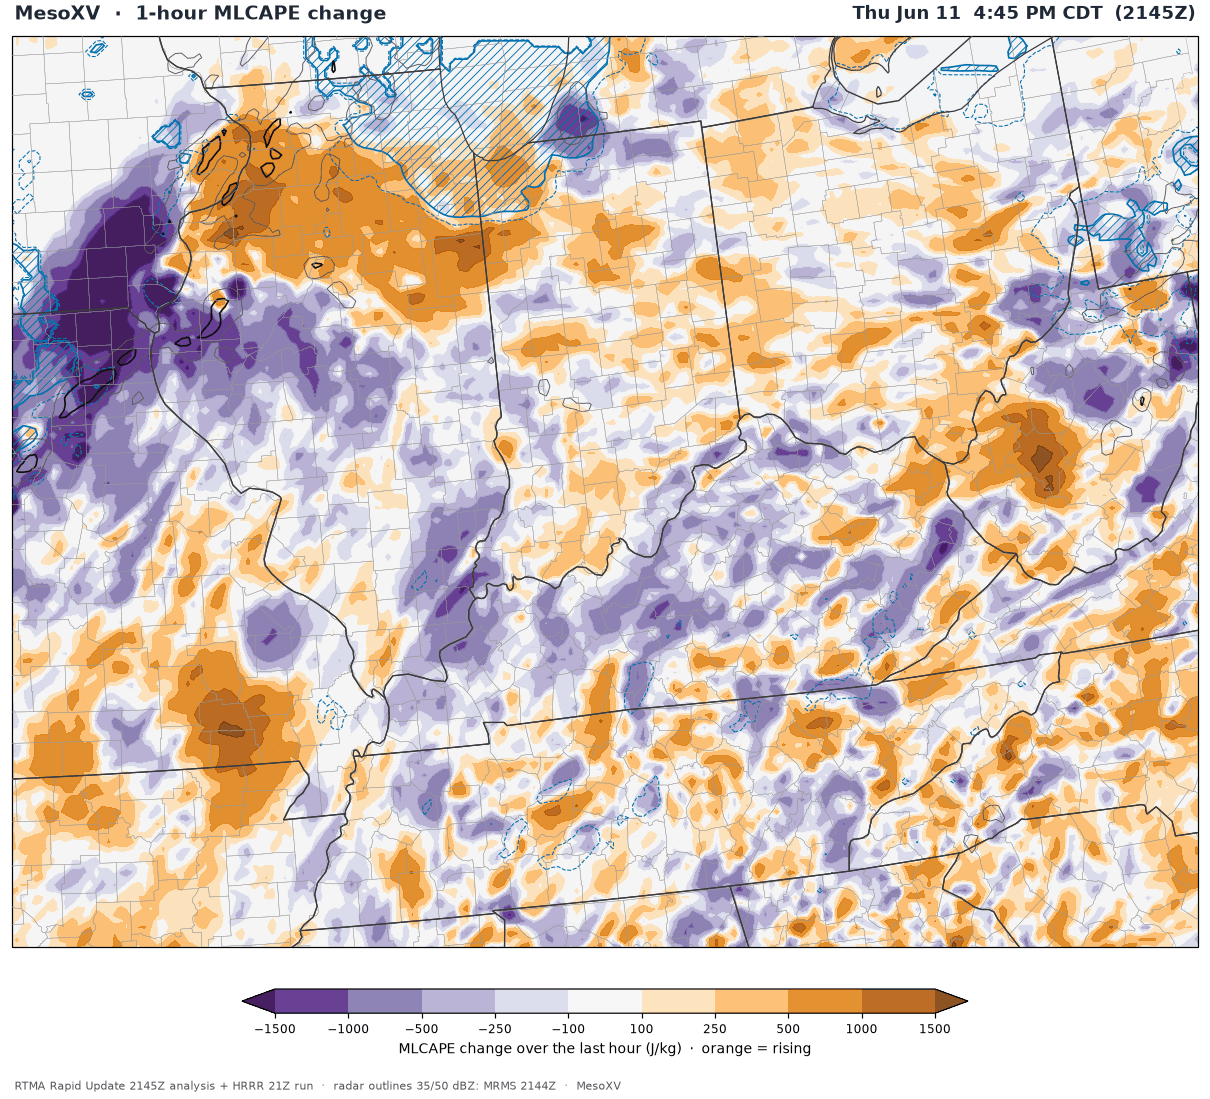 MesoXV · 1-hour MLCAPE change
Thu Jun 11 4:45 PM CDT (2145Z)
−1500 −1000 −500 −250 −100 100 250 500 1000 1500
MLCAPE change over the last hour (J/kg) · orange = rising
RTMA Rapid Update 2145Z analysis + HRRR 21Z run · radar outlines 35/50 dBZ: MRMS 2144Z · MesoXV